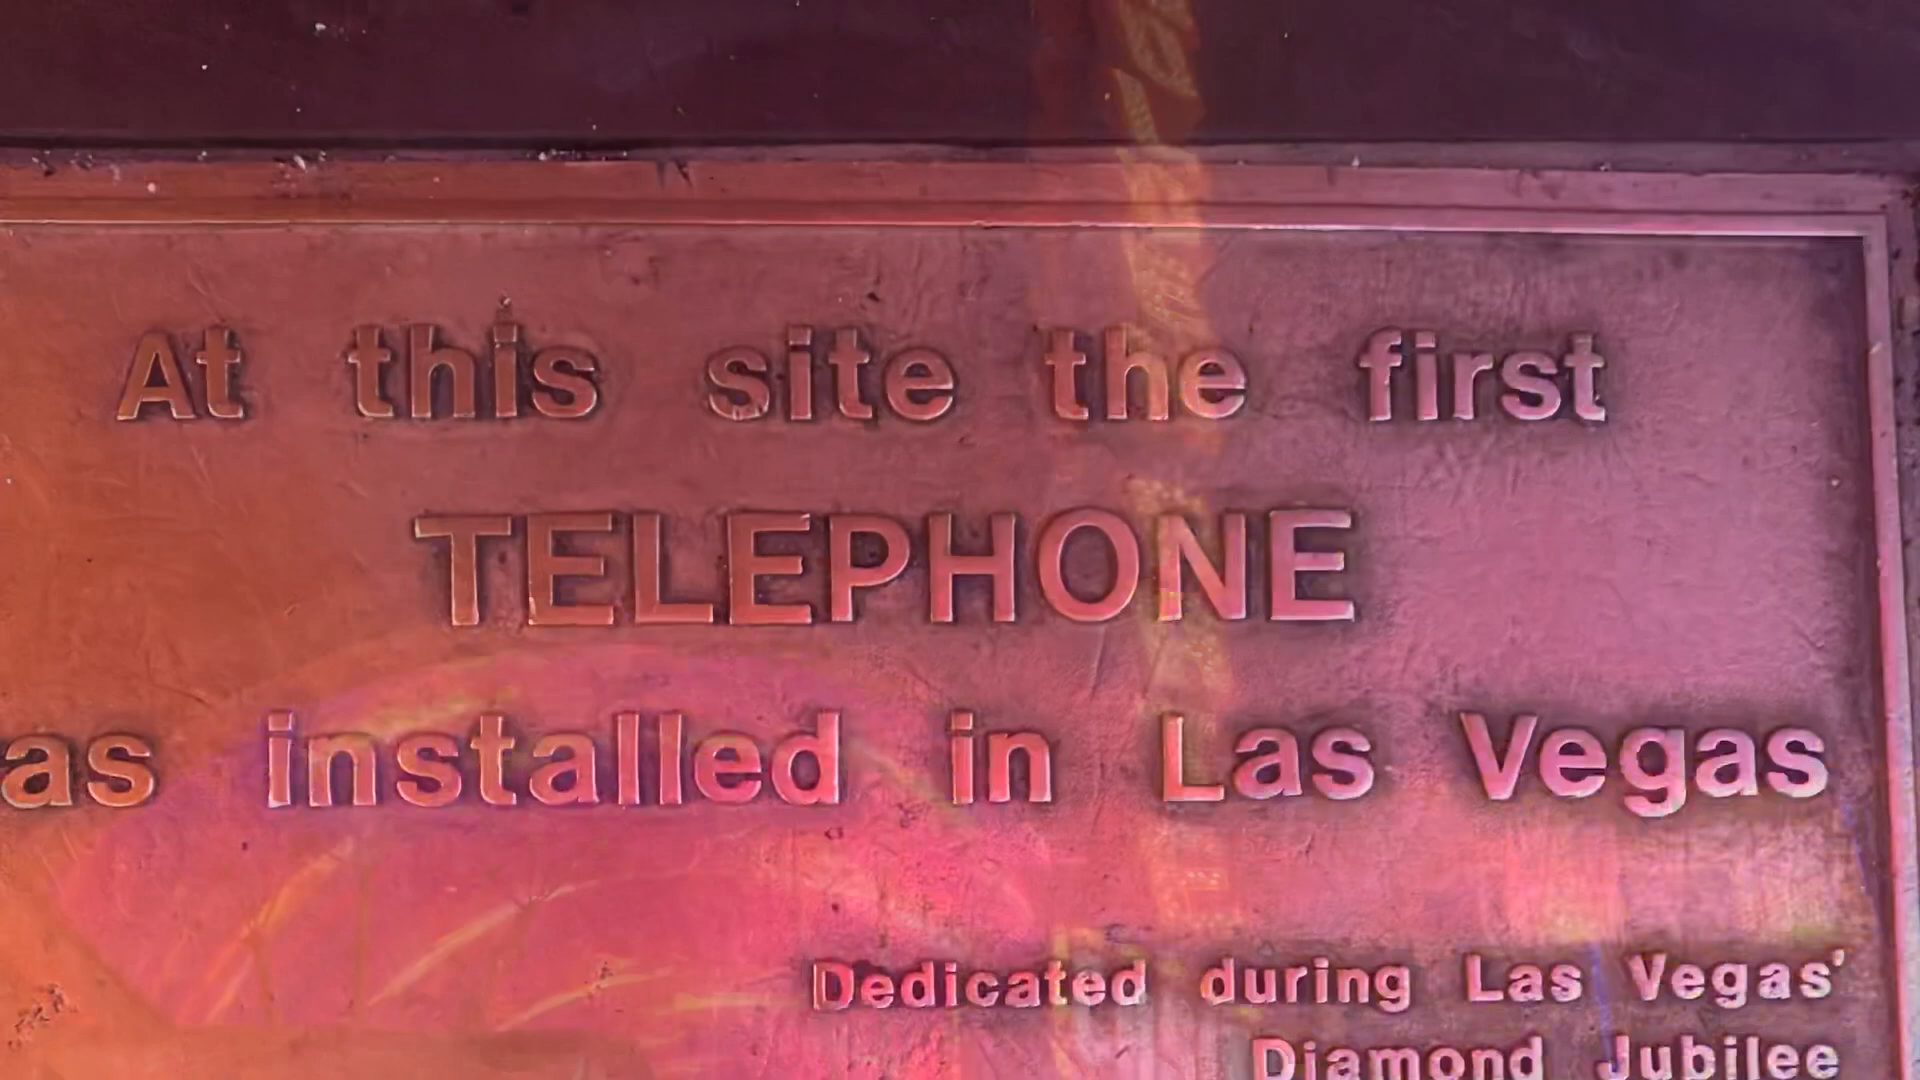 At this site the first
TELEPHONE
as installed in Las Vegas
Dedicated during Las Vegas'
Diamond Jubilee